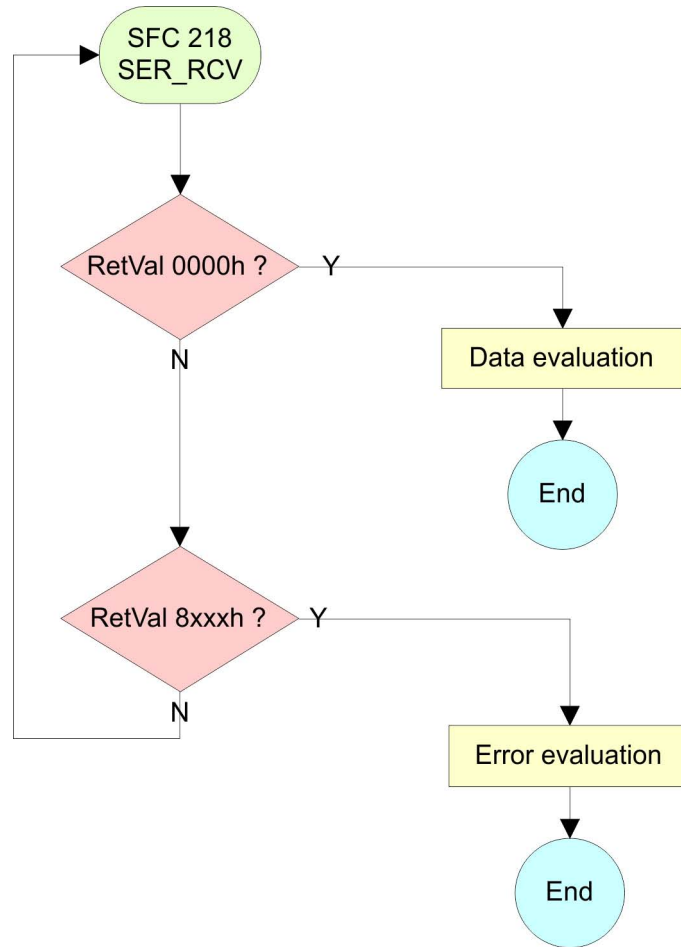 SFC 218
SER_RCV
RetVal 0000h ?
Y
N
Data evaluation
End
RetVal 8xxxh ?
Y
N
Error evaluation
End